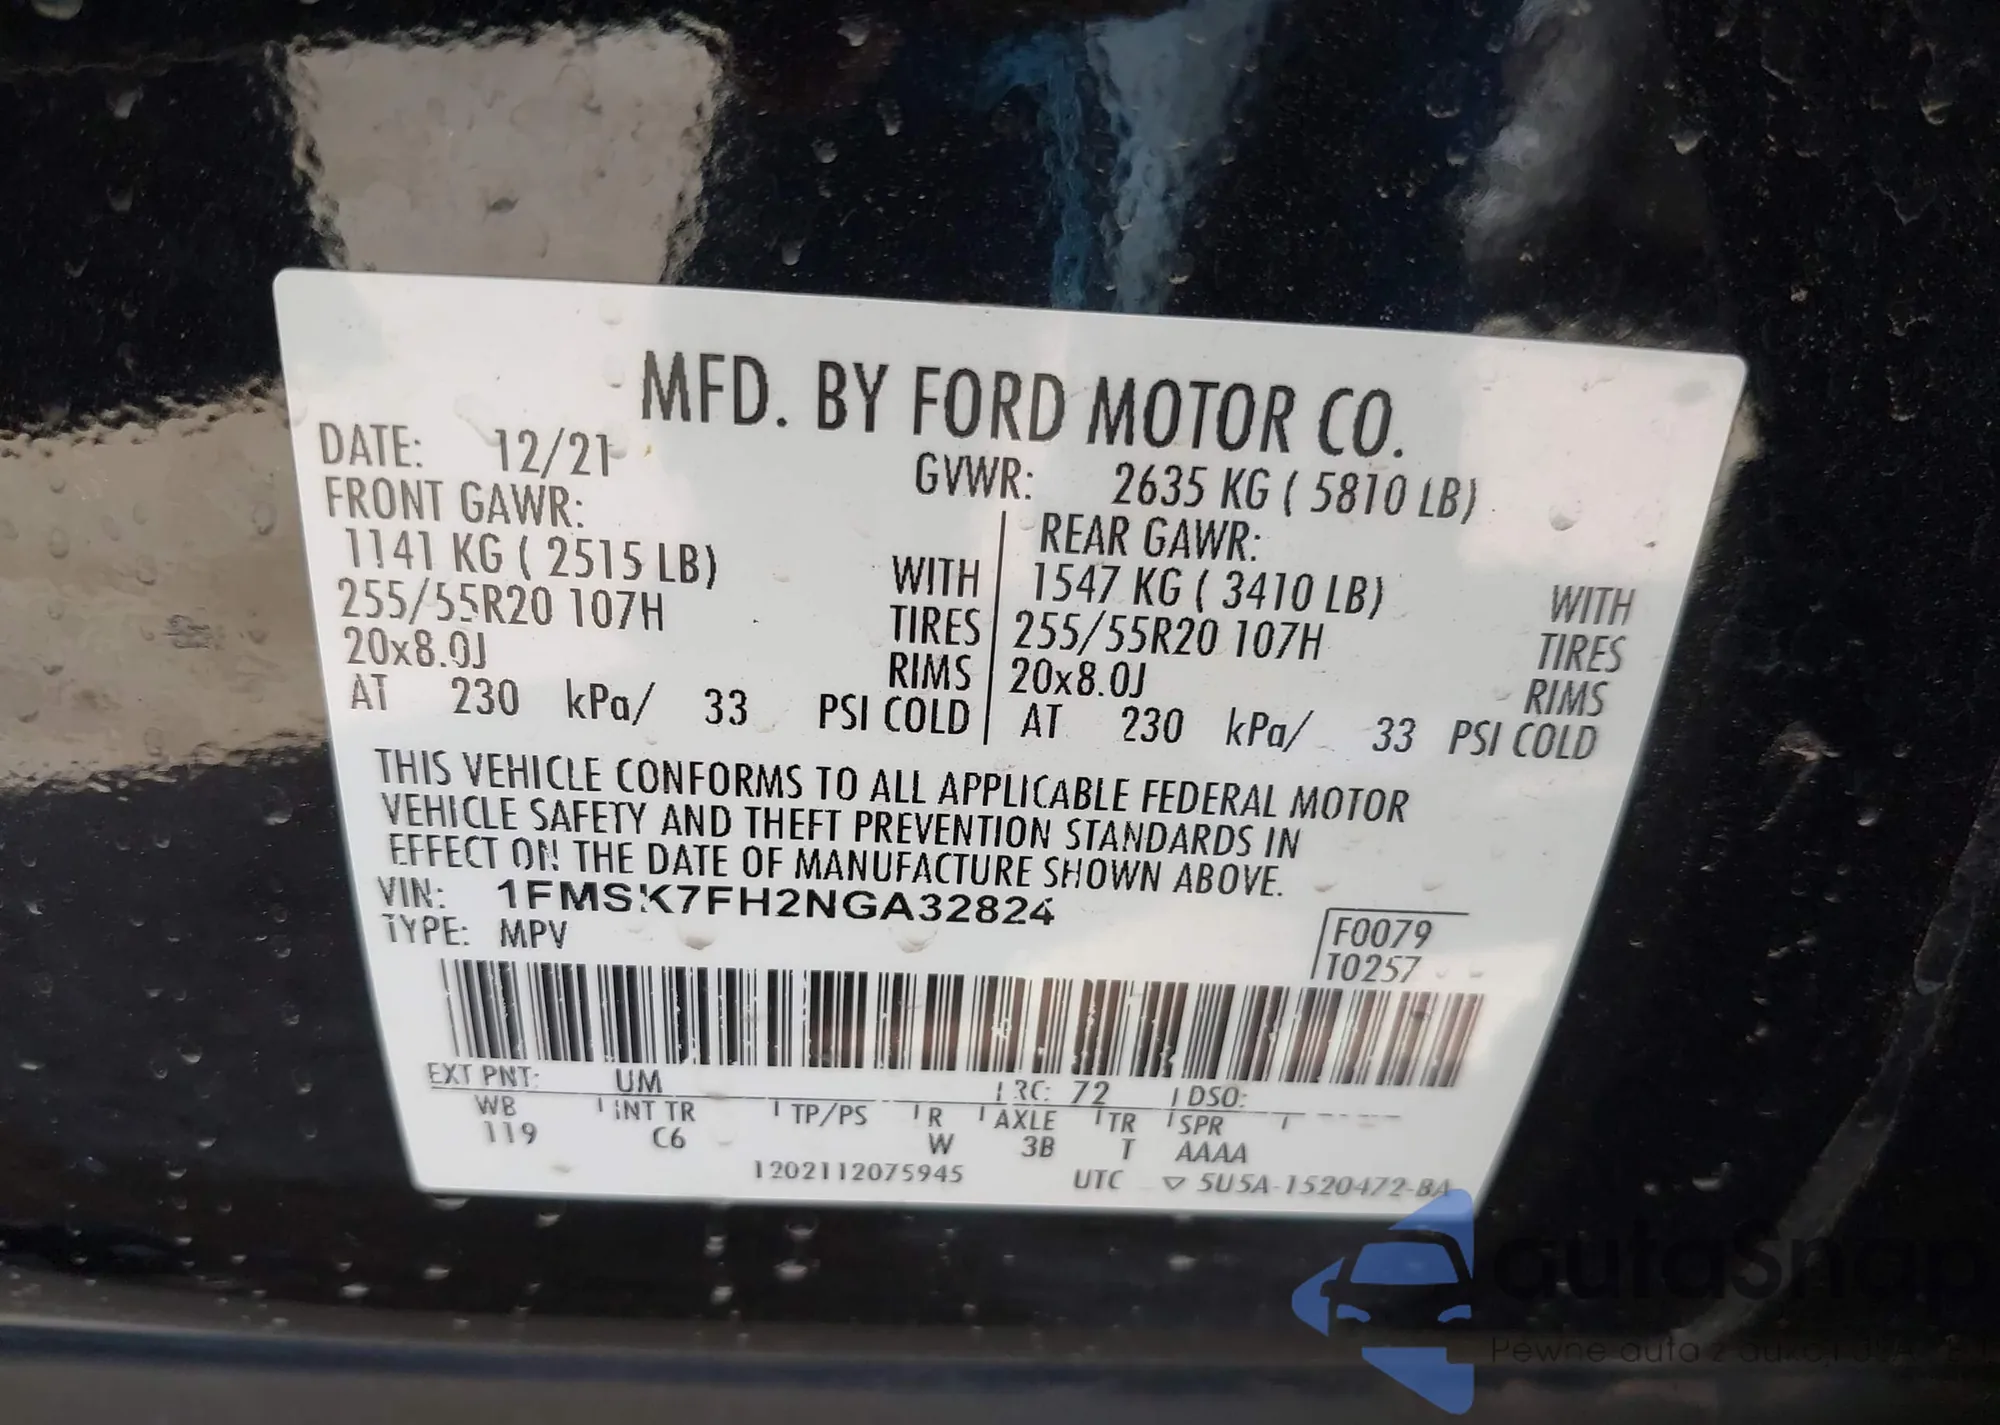 MFD. BY FORD MOTOR CO.
DATE: 12/21 GVWR: 2635 KG ( 5810 LB)
FRONT GAWR: REAR GAWR:
1141 KG ( 2515 LB) WITH 1547 KG ( 3410 LB) WITH
255/55R20 107H TIRES 255/55R20 107H TIRES
20x8.0J RIMS 20x8.0J RIMS
AT 230 kPa/ 33 PSI COLD AT 230 kPa/ 33 PSI COLD
THIS VEHICLE CONFORMS TO ALL APPLICABLE FEDERAL MOTOR
VEHICLE SAFETY AND THEFT PREVENTION STANDARDS IN
EFFECT ON THE DATE OF MANUFACTURE SHOWN ABOVE.
VIN: 1FMSK7FH2NGA32824
TYPE: MPV
F0079
T0257
EXT PNT: UM RC: 72 DSO:
WB INT TR TP/PS R AXLE TR SPR
119 C6 W 3B T AAAA
1202112075945 UTC ▽ 5U5A-1520472-BA
autaSnap
Pewne auta z aukcji